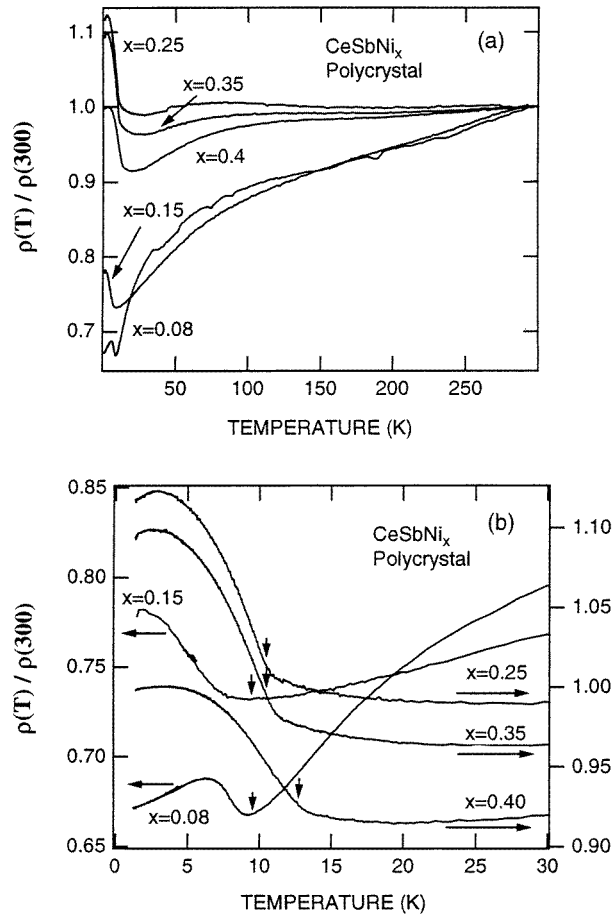 (a)
CeSbNiₓ
Polycrystal
x=0.25
x=0.35
x=0.4
x=0.15
x=0.08
1.1
1.0
0.9
0.8
0.7
ρ(T) / ρ(300)
50
100
150
200
250
TEMPERATURE (K)
(b)
CeSbNiₓ
Polycrystal
x=0.15
x=0.25
x=0.35
x=0.40
x=0.08
0.85
0.80
0.75
0.70
0.65
ρ(T) / ρ(300)
1.10
1.05
1.00
0.95
0.90
0
5
10
15
20
25
30
TEMPERATURE (K)